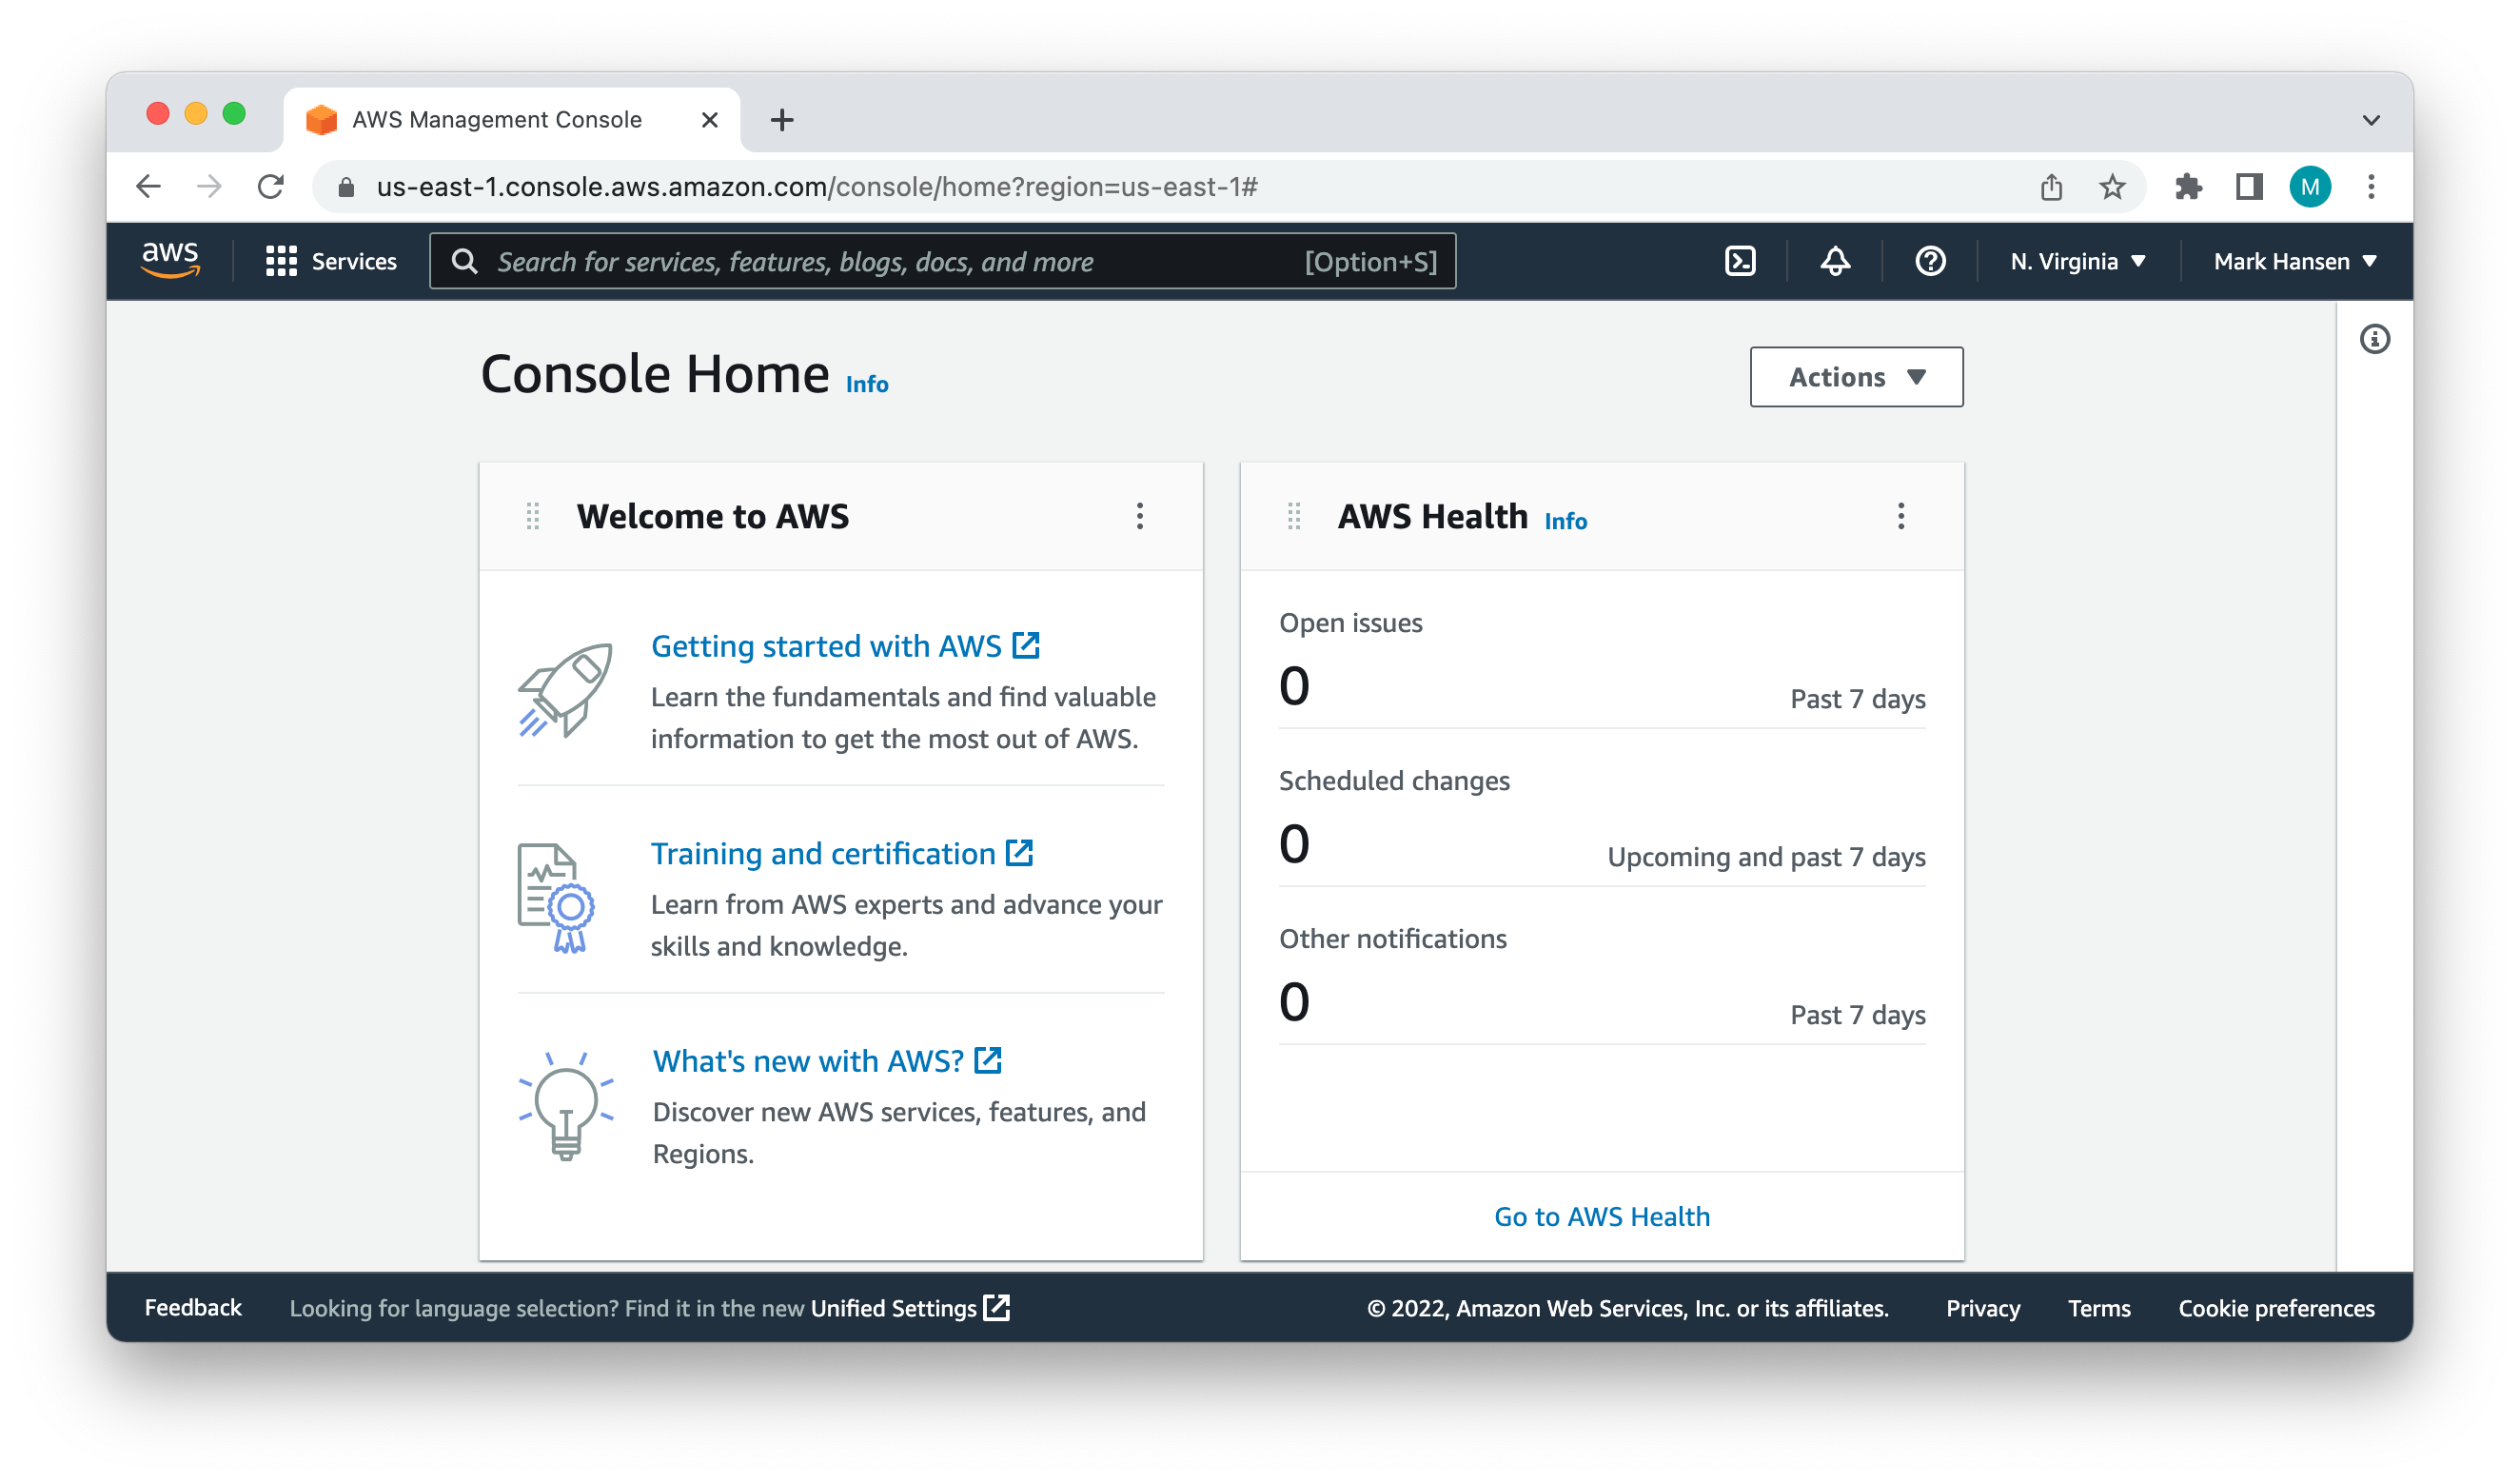 AWS Management Console
us-east-1.console.aws.amazon.com/console/home?region=us-east-1#
M
aws
Services
Search for services, features, blogs, docs, and more
[Option+S]
N. Virginia
Mark Hansen
Console Home Info
Actions
Welcome to AWS
Getting started with AWS
Learn the fundamentals and find valuable
information to get the most out of AWS.
Training and certification
Learn from AWS experts and advance your
skills and knowledge.
What's new with AWS?
Discover new AWS services, features, and
Regions.
AWS Health Info
Open issues
0
Past 7 days
Scheduled changes
0
Upcoming and past 7 days
Other notifications
0
Past 7 days
Go to AWS Health
Feedback
Looking for language selection? Find it in the new Unified Settings
© 2022, Amazon Web Services, Inc. or its affiliates.
Privacy
Terms
Cookie preferences